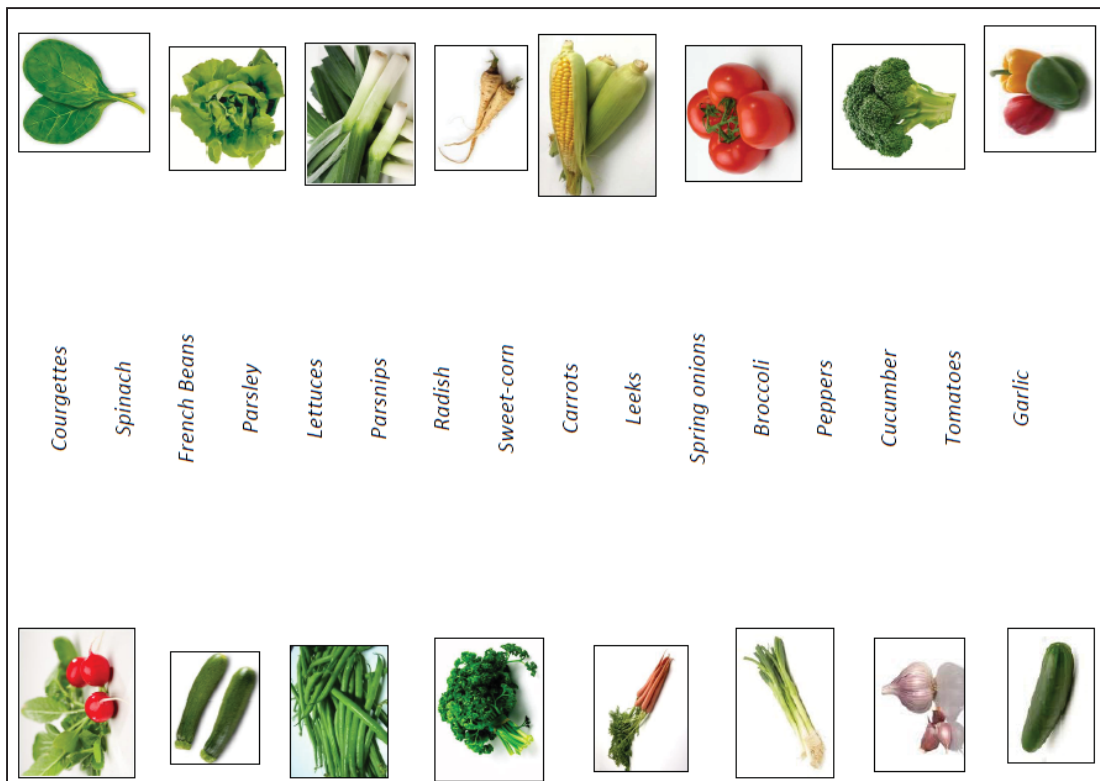 Courgettes
Spinach
French Beans
Parsley
Lettuces
Parsnips
Radish
Sweet-corn
Carrots
Leeks
Spring onions
Broccoli
Peppers
Cucumber
Tomatoes
Garlic